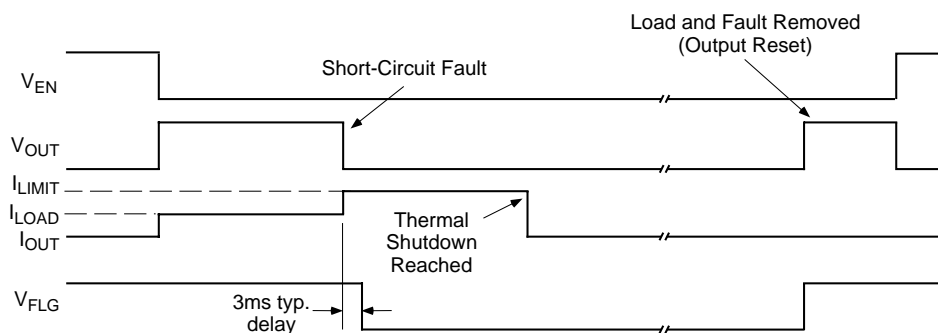 Load and Fault Removed
(Output Reset)
V_EN
Short-Circuit Fault
V_OUT
I_LIMIT
I_LOAD
I_OUT
Thermal
Shutdown
Reached
V_FLG
3ms typ.
delay